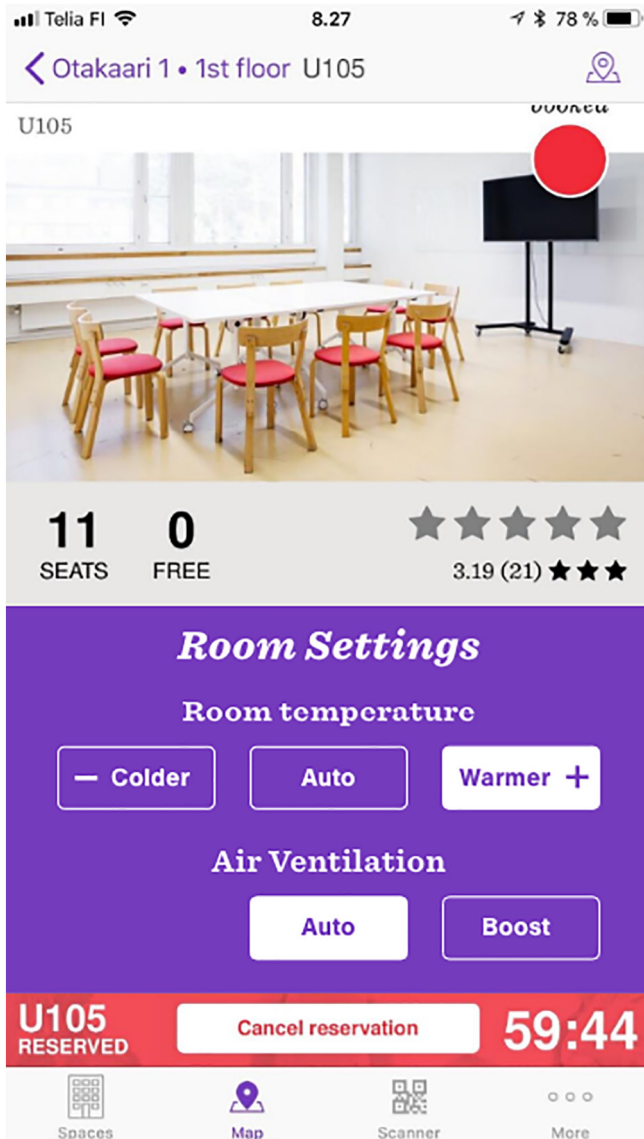 Telia FI 8.27 78 %
Otakaari 1 • 1st floor U105
booked
U105
11 0
SEATS FREE
3.19 (21)
Room Settings
Room temperature
− Colder Auto Warmer +
Air Ventilation
Auto Boost
U105 Cancel reservation 59:44
RESERVED
Spaces Map Scanner More